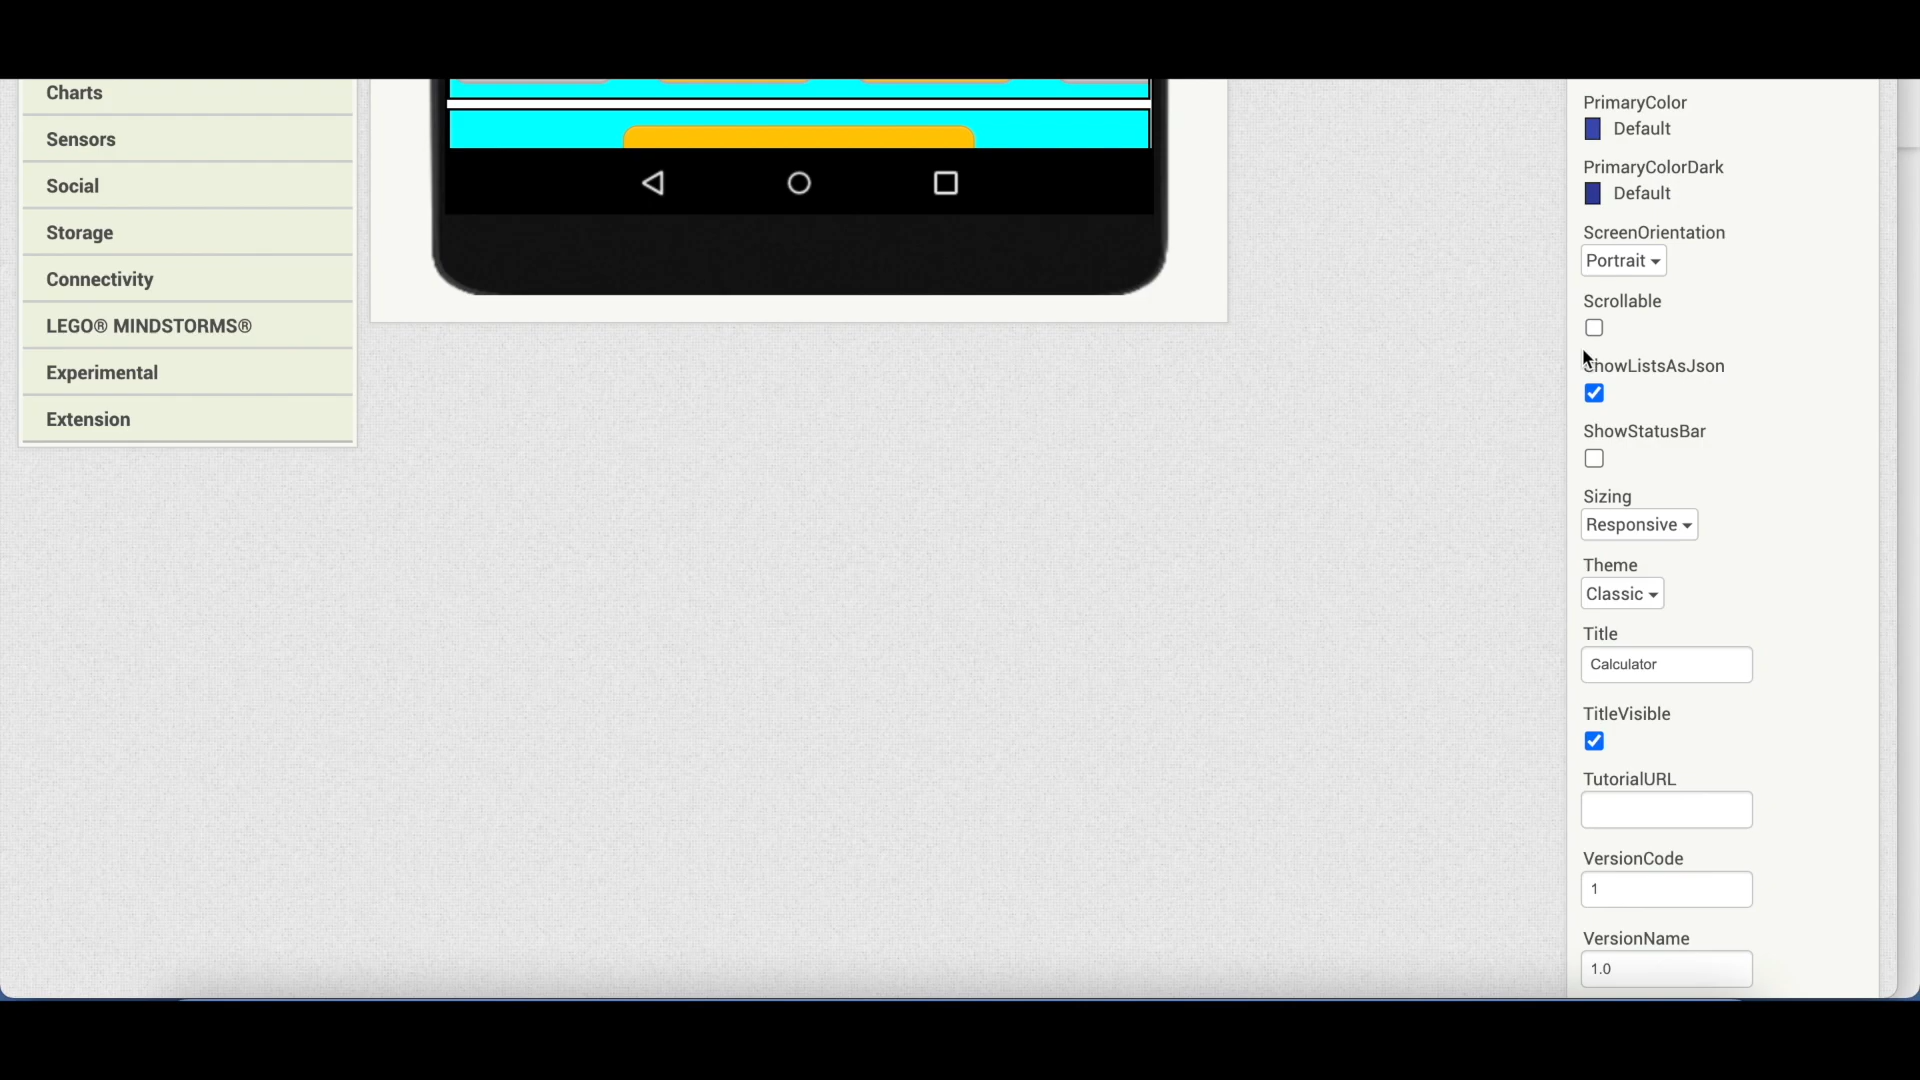 Charts
Sensors
Social
Storage
Connectivity
LEGO® MINDSTORMS®
Experimental
Extension
PrimaryColor
Default
PrimaryColorDark
Default
ScreenOrientation
Portrait
Scrollable
ShowListsAsJson
ShowStatusBar
Sizing
Responsive
Theme
Classic
Title
Calculator
TitleVisible
TutorialURL
VersionCode
1
VersionName
1.0